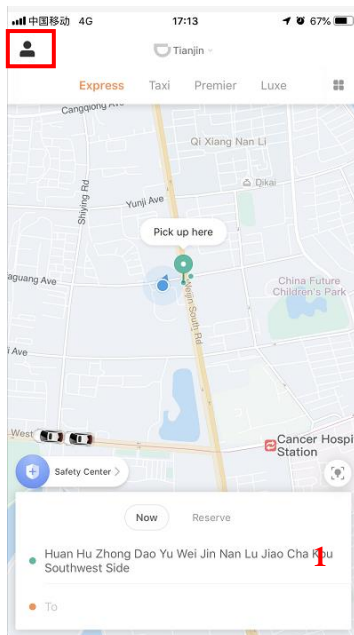 中国移动 4G 17:13 67%
Tianjin
Express Taxi Premier Luxe
Cangqiong Ave
Qi Xiang Nan Li
Dikai
Shiying Rd
Yunji Ave
Pick up here
aguang Ave
China Future
Children's Park
Weijin South Rd
i Ave
West
Cancer Hospi
Station
Safety Center >
Now Reserve
Huan Hu Zhong Dao Yu Wei Jin Nan Lu Jiao Cha Kou
Southwest Side
1
To